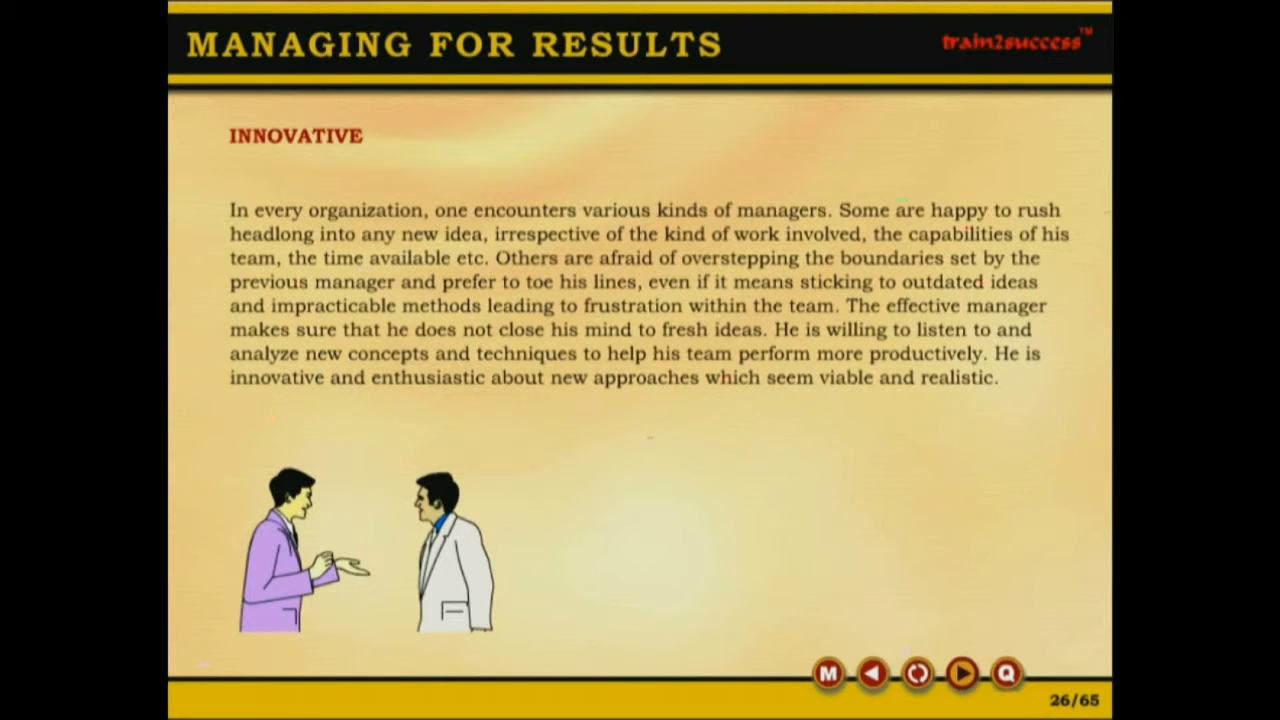 MANAGING FOR RESULTS
train2success™
INNOVATIVE
In every organization, one encounters various kinds of managers. Some are happy to rush
headlong into any new idea, irrespective of the kind of work involved, the capabilities of his
team, the time available etc. Others are afraid of overstepping the boundaries set by the
previous manager and prefer to toe his lines, even if it means sticking to outdated ideas
and impracticable methods leading to frustration within the team. The effective manager
makes sure that he does not close his mind to fresh ideas. He is willing to listen to and
analyze new concepts and techniques to help his team perform more productively. He is
innovative and enthusiastic about new approaches which seem viable and realistic.
M Q
26/65